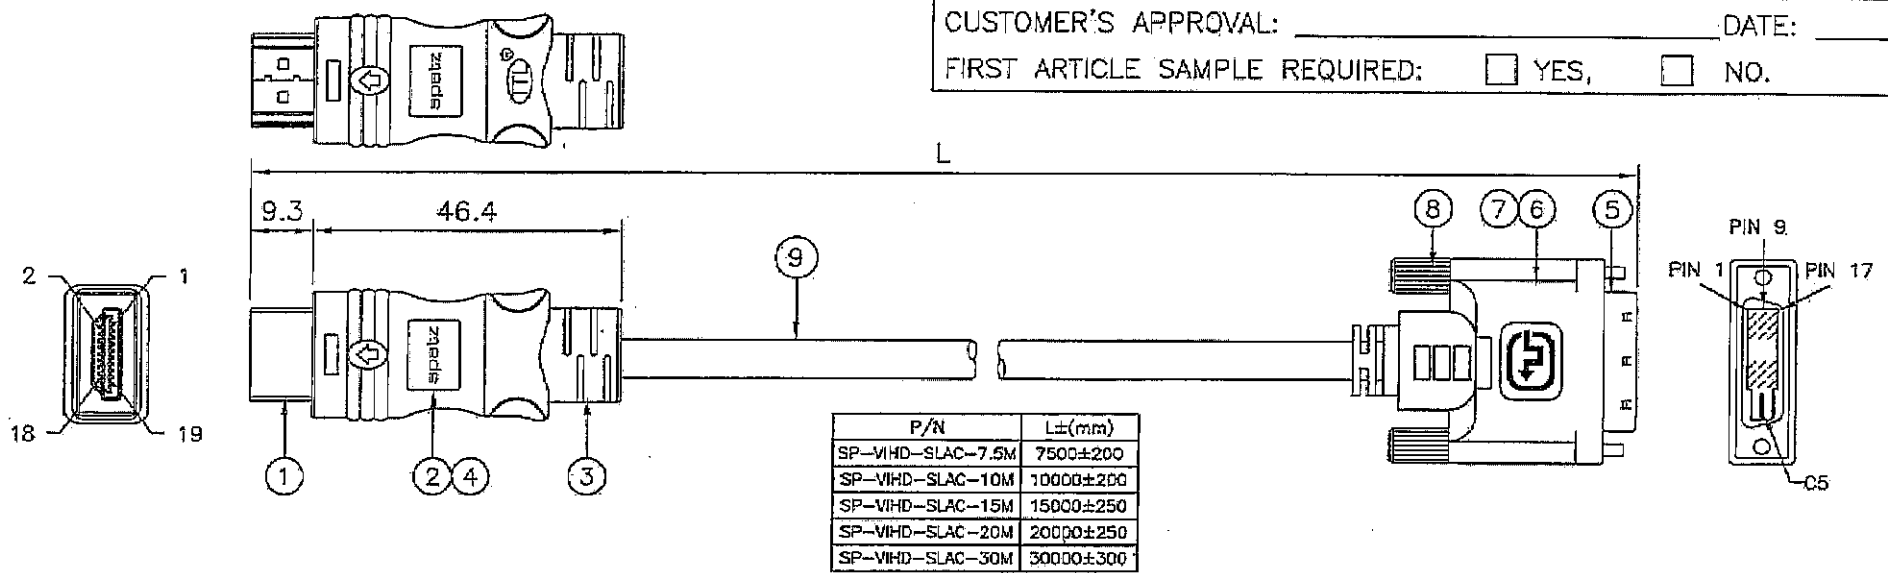 CUSTOMER'S APPROVAL: DATE:
FIRST ARTICLE SAMPLE REQUIRED: YES, NO.
L
9.3 46.4
8 7 6 5
PIN 9
PIN 1 PIN 17
2 1
9
18 19
1 2 4 3
C5
P/N L±(mm)
SP-VIHD-SLAC-7.5M 7500±200
SP-VIHD-SLAC-10M 10000±200
SP-VIHD-SLAC-15M 15000±250
SP-VIHD-SLAC-20M 20000±250
SP-VIHD-SLAC-30M 30000±300